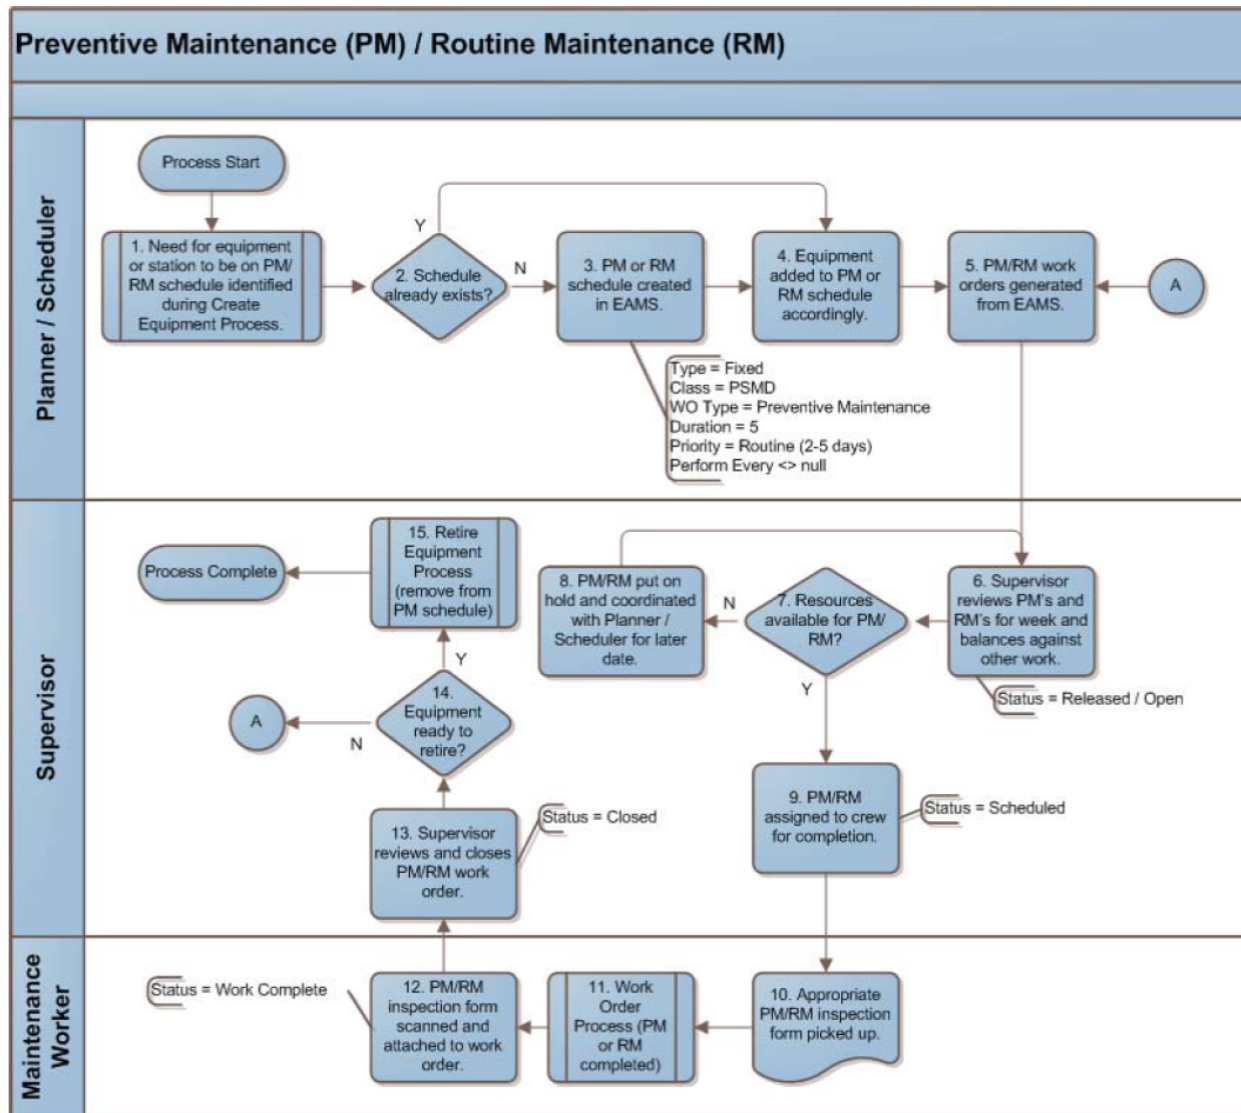 Preventive Maintenance (PM) / Routine Maintenance (RM)
Planner / Scheduler
Process Start
1. Need for equipment
or station to be on PM/
RM schedule identified
during Create
Equipment Process.
Y
2. Schedule
already exists?
N
3. PM or RM
schedule created
in EAMS.
4. Equipment
added to PM or
RM schedule
accordingly.
5. PM/RM work
orders generated
from EAMS.
A
Type = Fixed
Class = PSMD
WO Type = Preventive Maintenance
Duration = 5
Priority = Routine (2-5 days)
Perform Every <> null
Supervisor
6. Supervisor
reviews PM's and
RM's for week and
balances against
other work.
Status = Released / Open
7. Resources
available for PM/
RM?
N
Y
8. PM/RM put on
hold and coordinated
with Planner /
Scheduler for later
date.
9. PM/RM
assigned to crew
for completion.
Status = Scheduled
Process Complete
15. Retire
Equipment
Process
(remove from
PM schedule)
Y
14.
Equipment
ready to
retire?
N
A
13. Supervisor
reviews and closes
PM/RM work
order.
Status = Closed
Maintenance
Worker
10. Appropriate
PM/RM inspection
form picked up.
11. Work
Order
Process (PM
or RM
completed)
12. PM/RM
inspection form
scanned and
attached to work
order.
Status = Work Complete